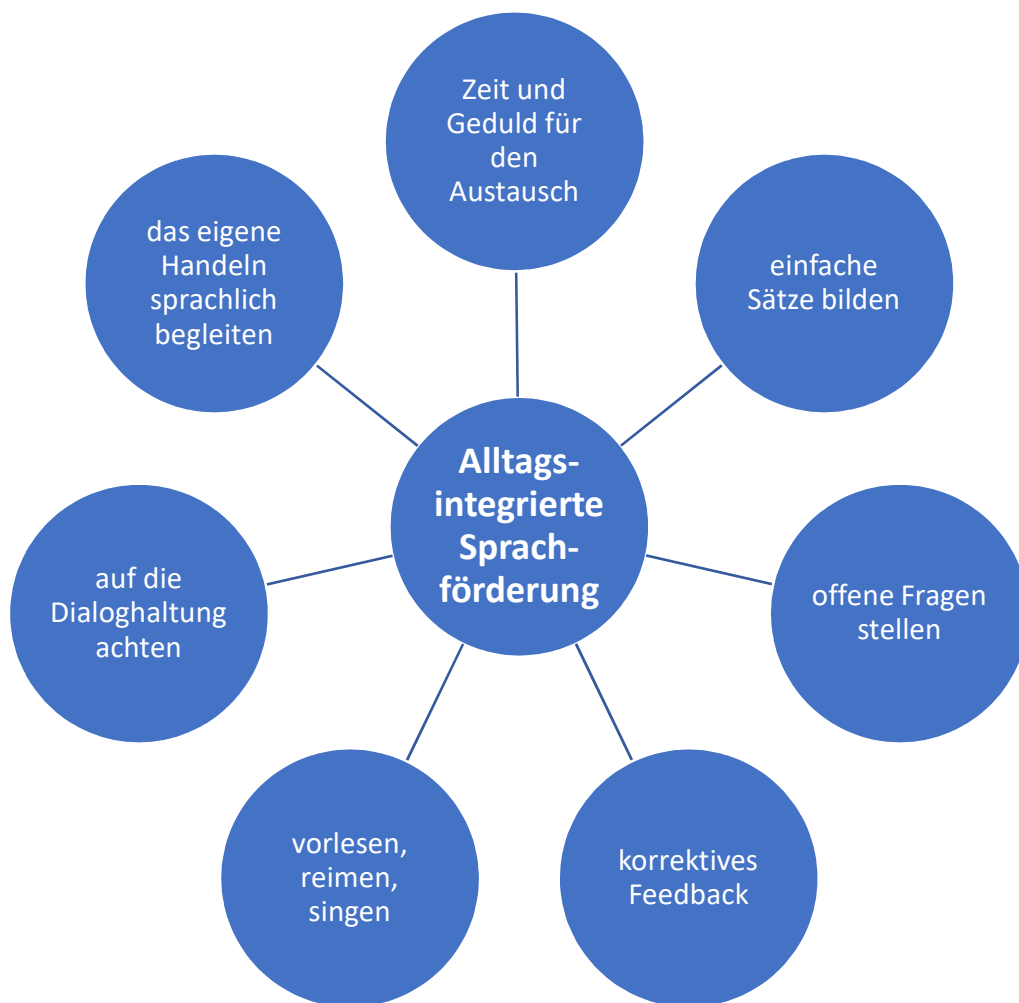 Zeit und
Geduld für
den
Austausch
einfache
Sätze bilden
offene Fragen
stellen
korrektives
Feedback
vorlesen,
reimen,
singen
auf die
Dialoghaltung
achten
das eigene
Handeln
sprachlich
begleiten
Alltags-
integrierte
Sprach-
förderung